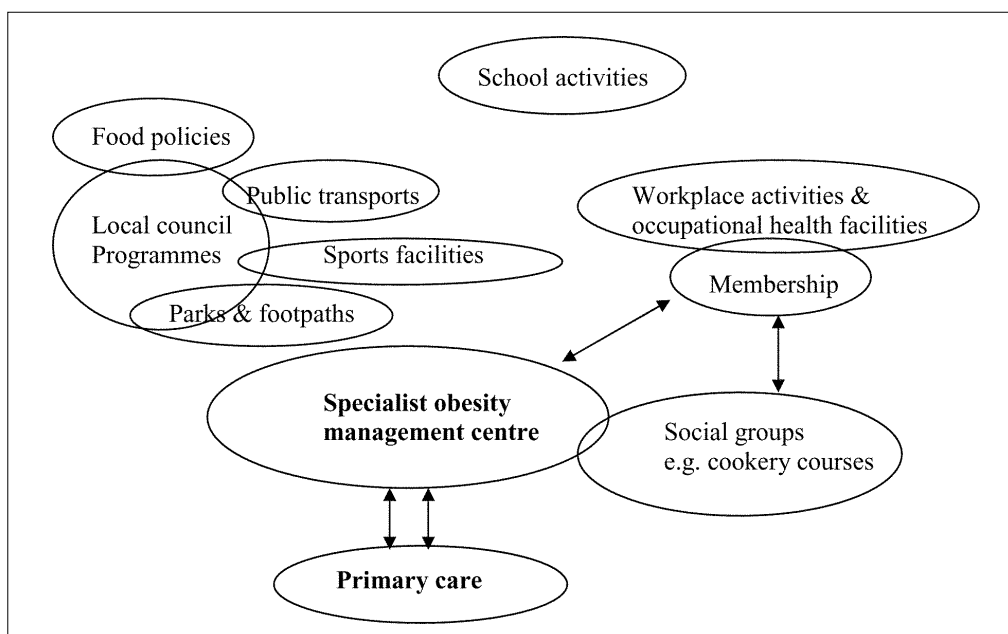 School activities
Food policies
Public transports
Local council
Programmes
Sports facilities
Parks & footpaths
Workplace activities &
occupational health facilities
Membership
Specialist obesity
management centre
Social groups
e.g. cookery courses
Primary care